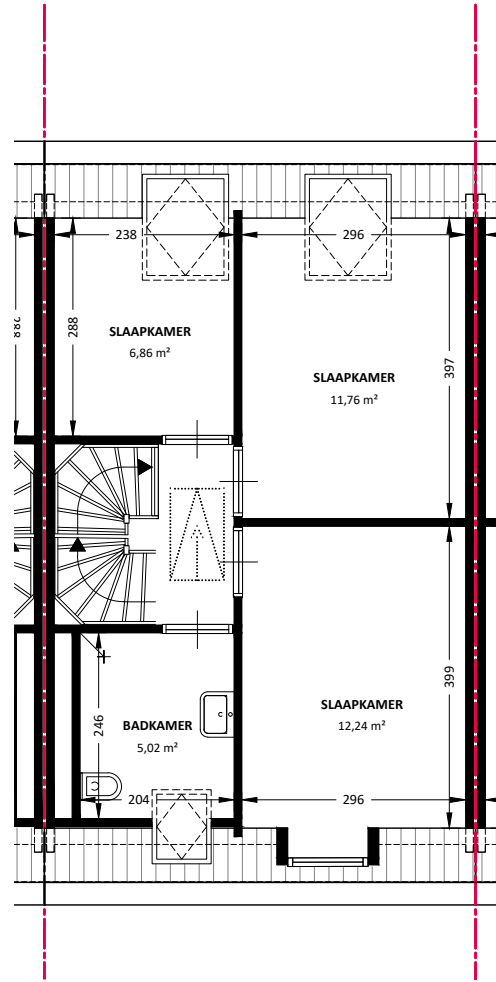 238
296
288
288
SLAAPKAMER
6,86 m²
397
SLAAPKAMER
11,76 m²
246
399
SLAAPKAMER
12,24 m²
BADKAMER
5,02 m²
204
296